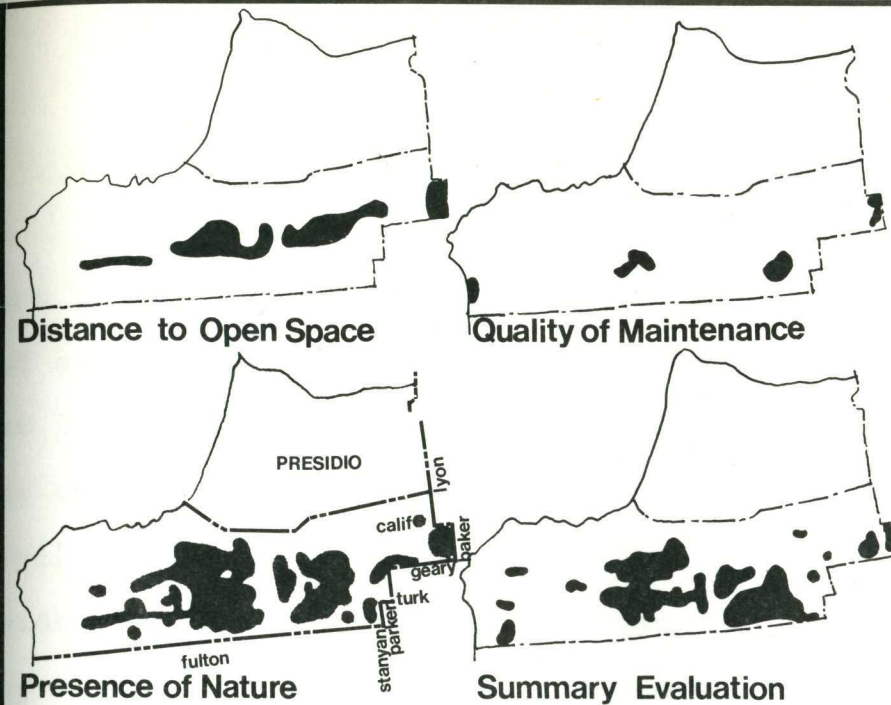 Distance to Open Space
Quality of Maintenance
PRESIDIO
lyon
calif
baker
geary
turk
parker
stanyan
fulton
Presence of Nature
Summary Evaluation